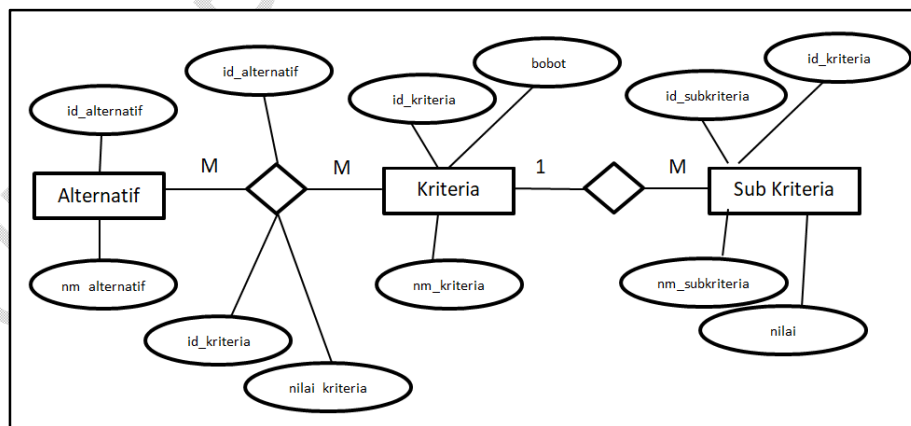 id_alternatif
bobot
id_kriteria
id_kriteria
id_subkriteria
id_alternatif
M
M
1
M
Alternatif
Kriteria
Sub Kriteria
nm alternatif
nm_kriteria
nm_subkriteria
id_kriteria
nilai
nilai kriteria